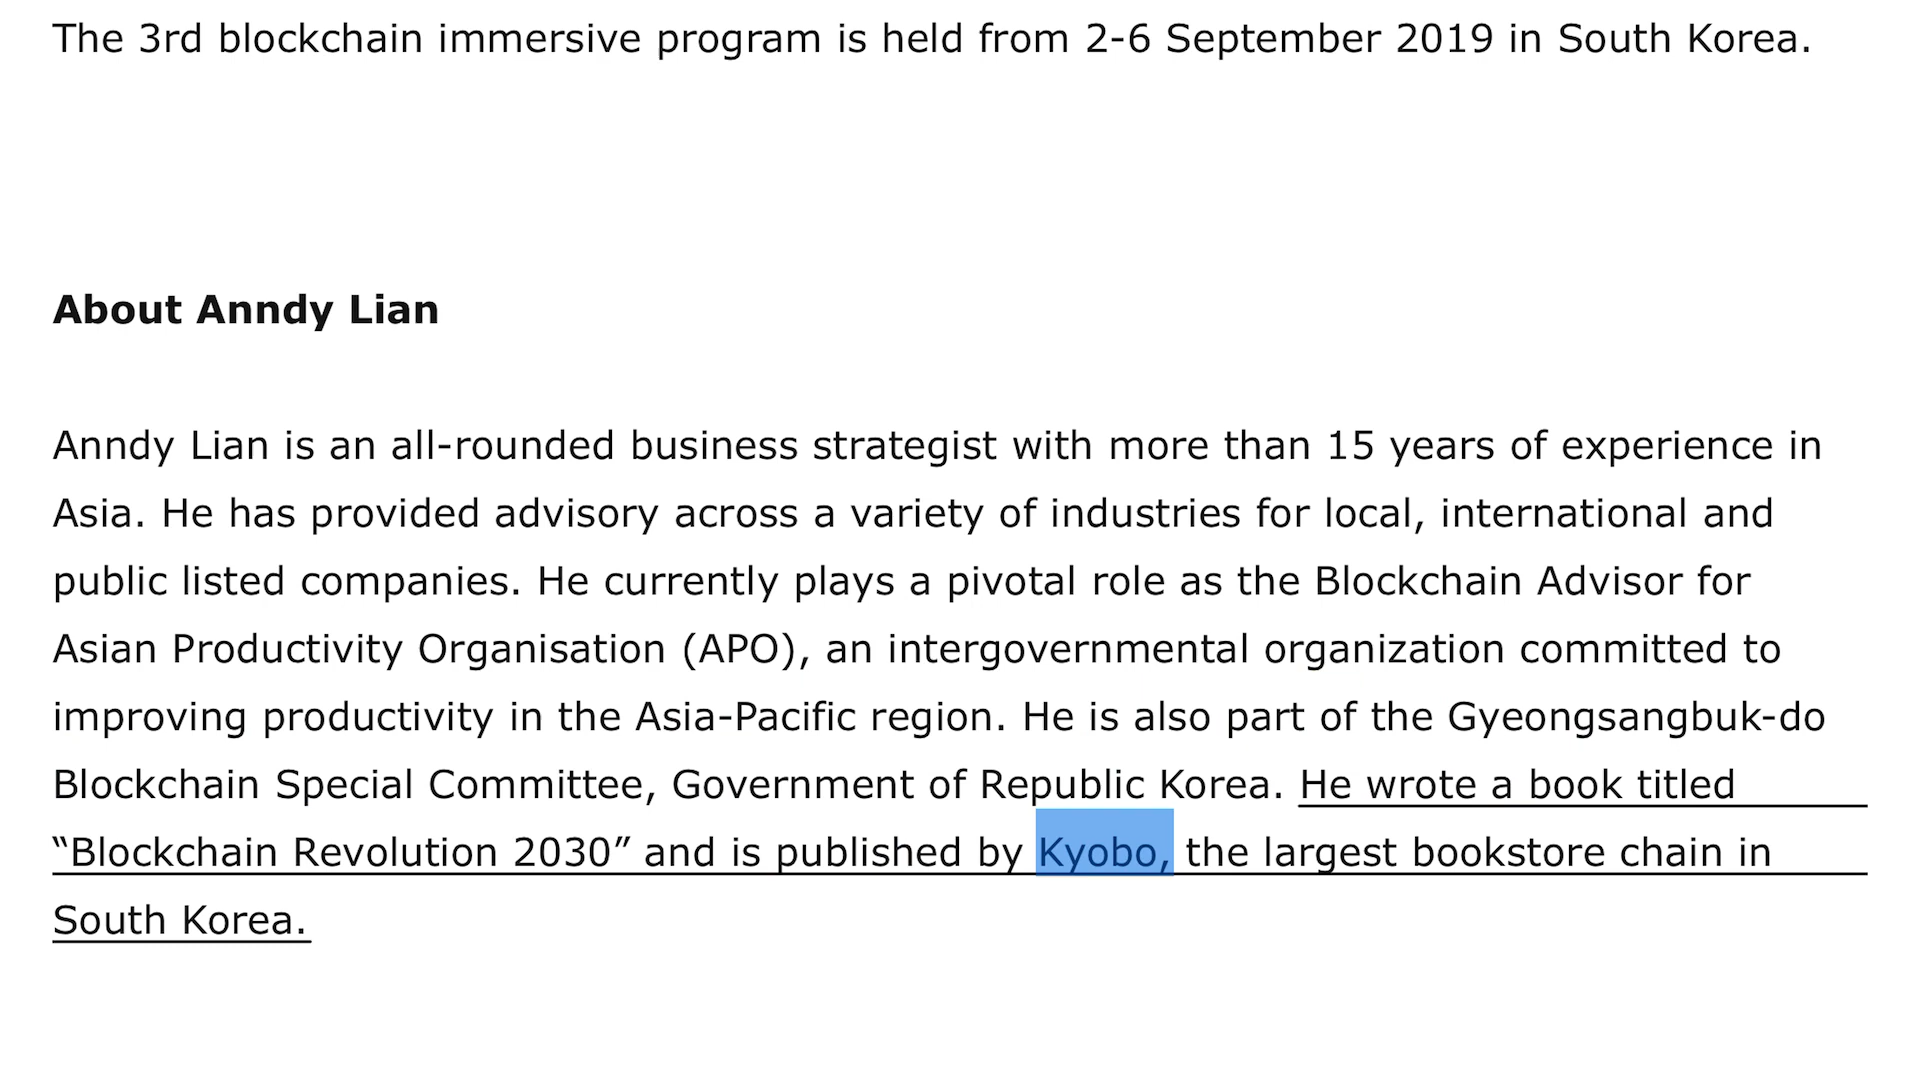 The 3rd blockchain immersive program is held from 2-6 September 2019 in South Korea.
About Anndy Lian
Anndy Lian is an all-rounded business strategist with more than 15 years of experience in
Asia. He has provided advisory across a variety of industries for local, international and
public listed companies. He currently plays a pivotal role as the Blockchain Advisor for
Asian Productivity Organisation (APO), an intergovernmental organization committed to
improving productivity in the Asia-Pacific region. He is also part of the Gyeongsangbuk-do
Blockchain Special Committee, Government of Republic Korea. He wrote a book titled
“Blockchain Revolution 2030” and is published by Kyobo, the largest bookstore chain in
South Korea.